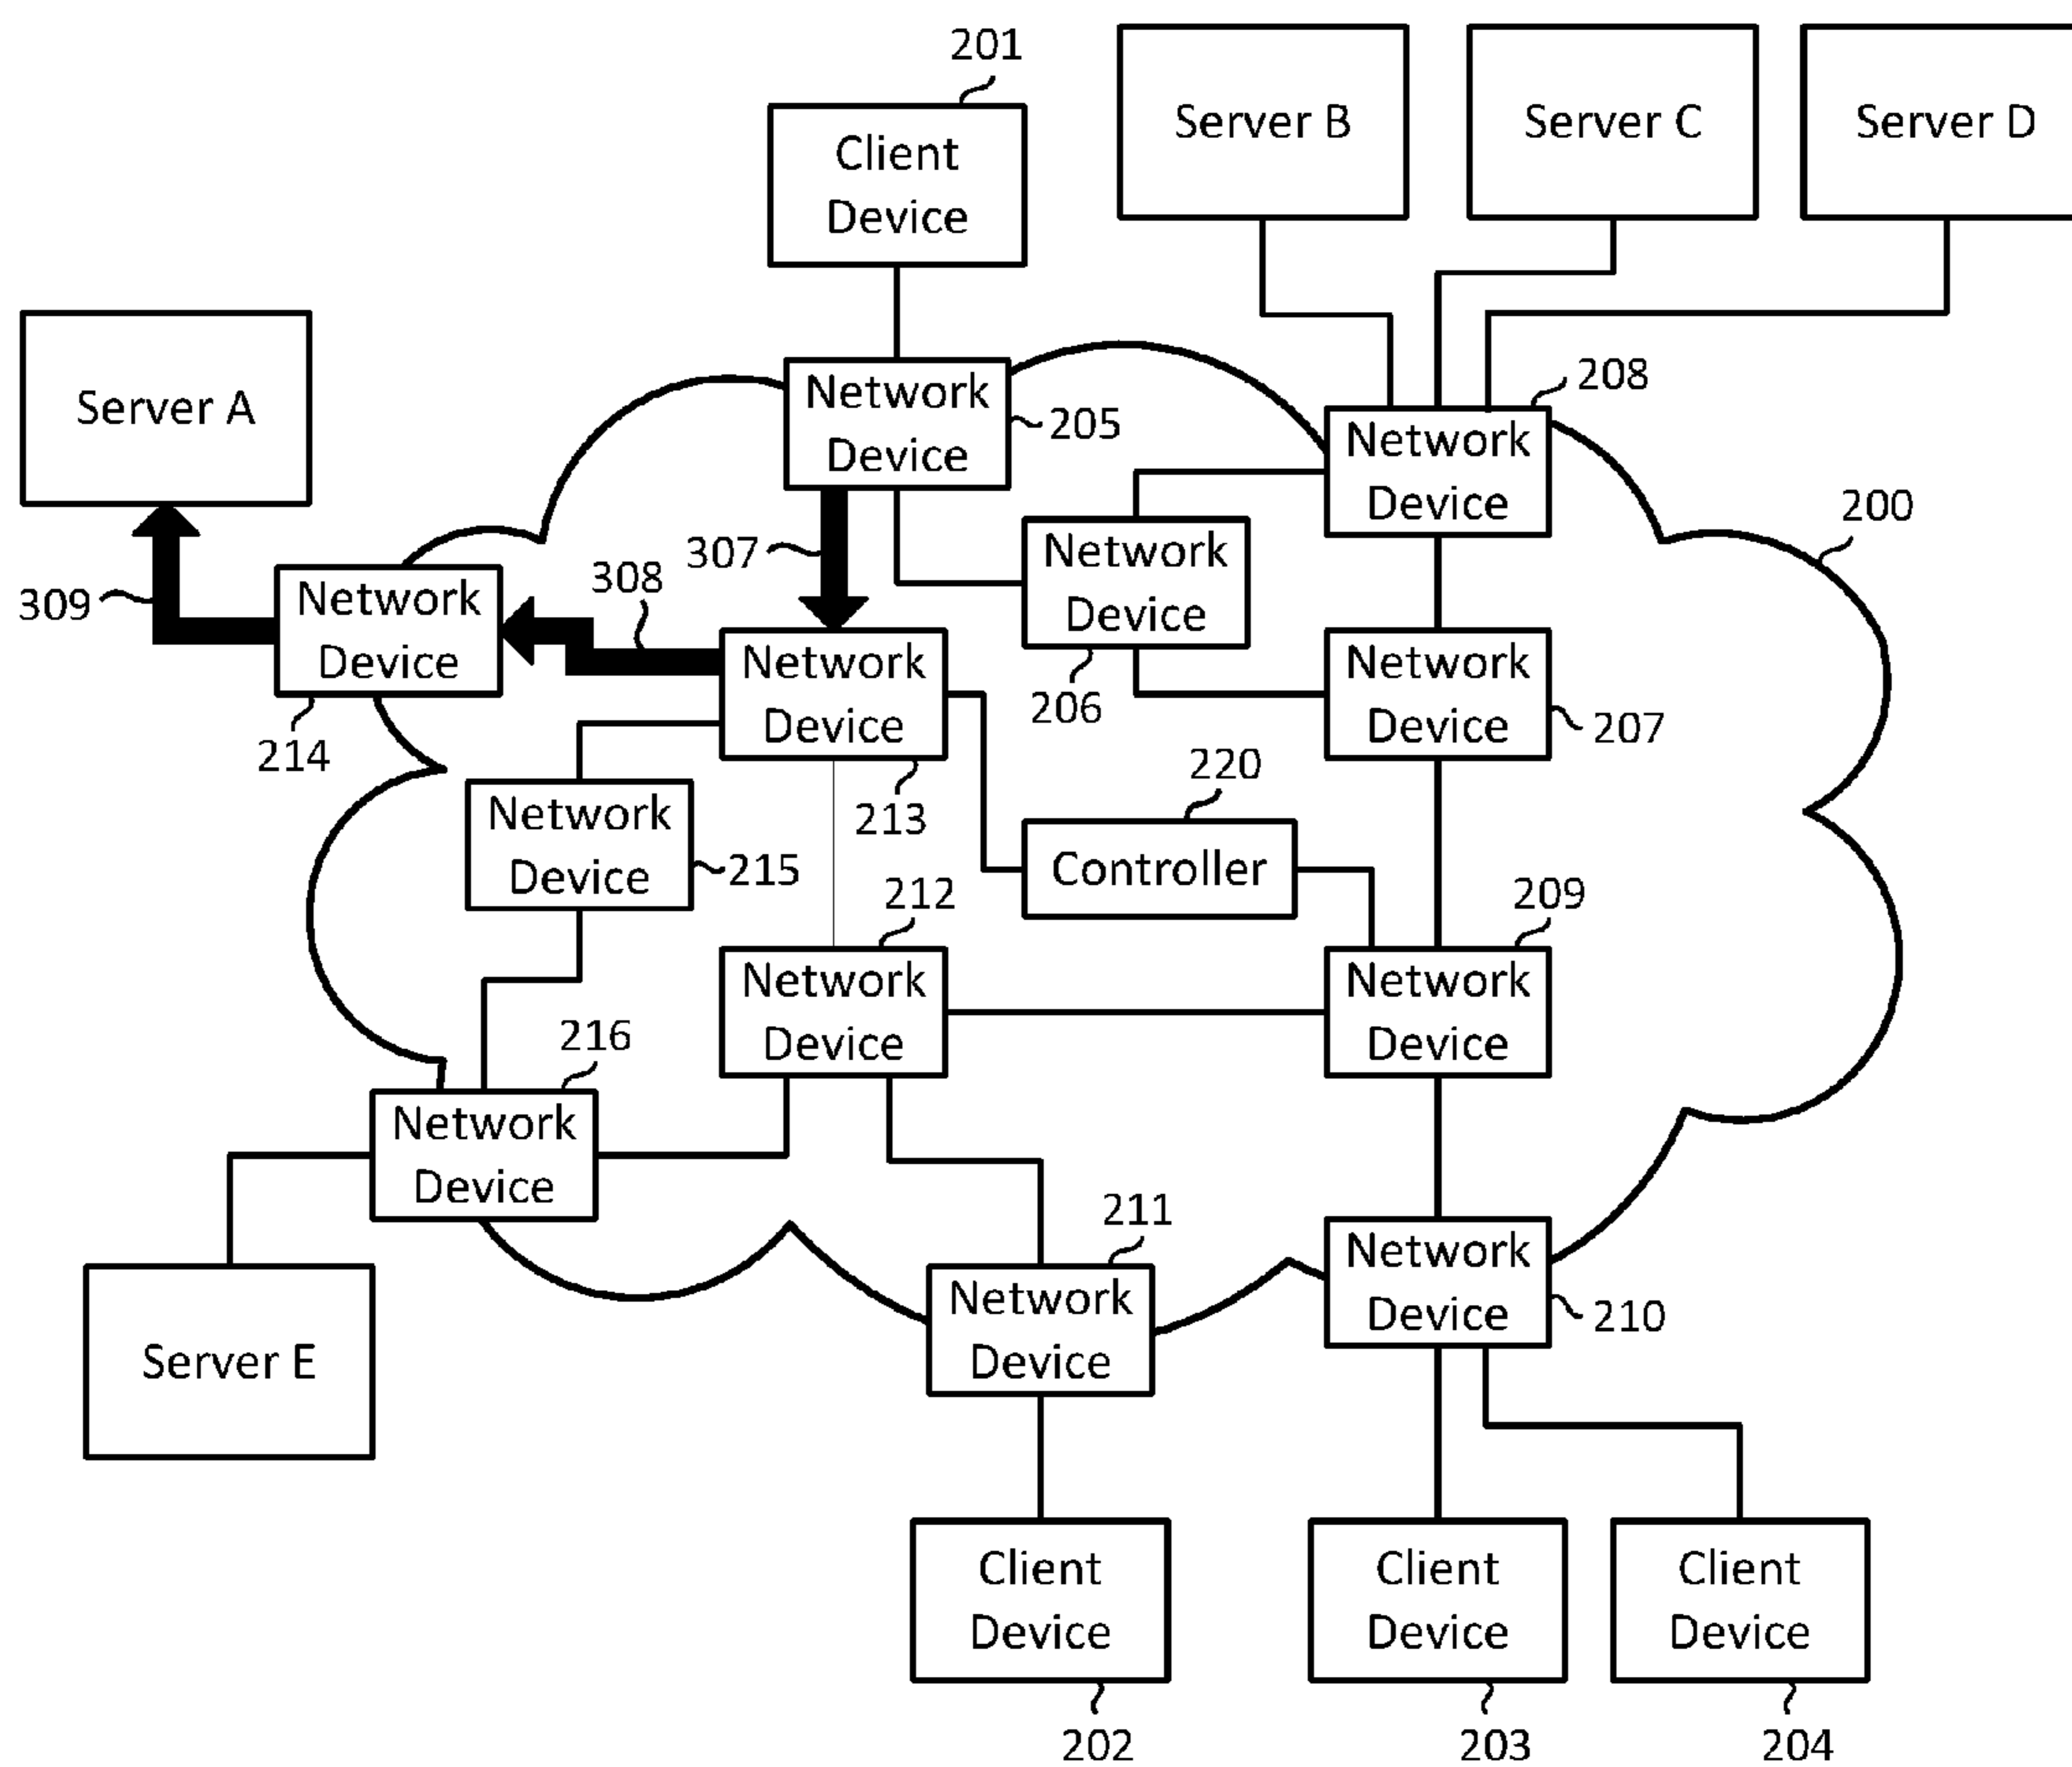 201
Client
Device
Server B
Server C
Server D
Server A
Network
Device
205
208
Network
Device
200
307
308
309
Network
Device
214
Network
Device
206
Network
Device
213
Network
Device
207
220
Controller
Network
Device
215
212
209
Network
Device
Network
Device
216
Network
Device
211
Network
Device
Network
Device
210
Server E
Client
Device
202
Client
Device
203
Client
Device
204